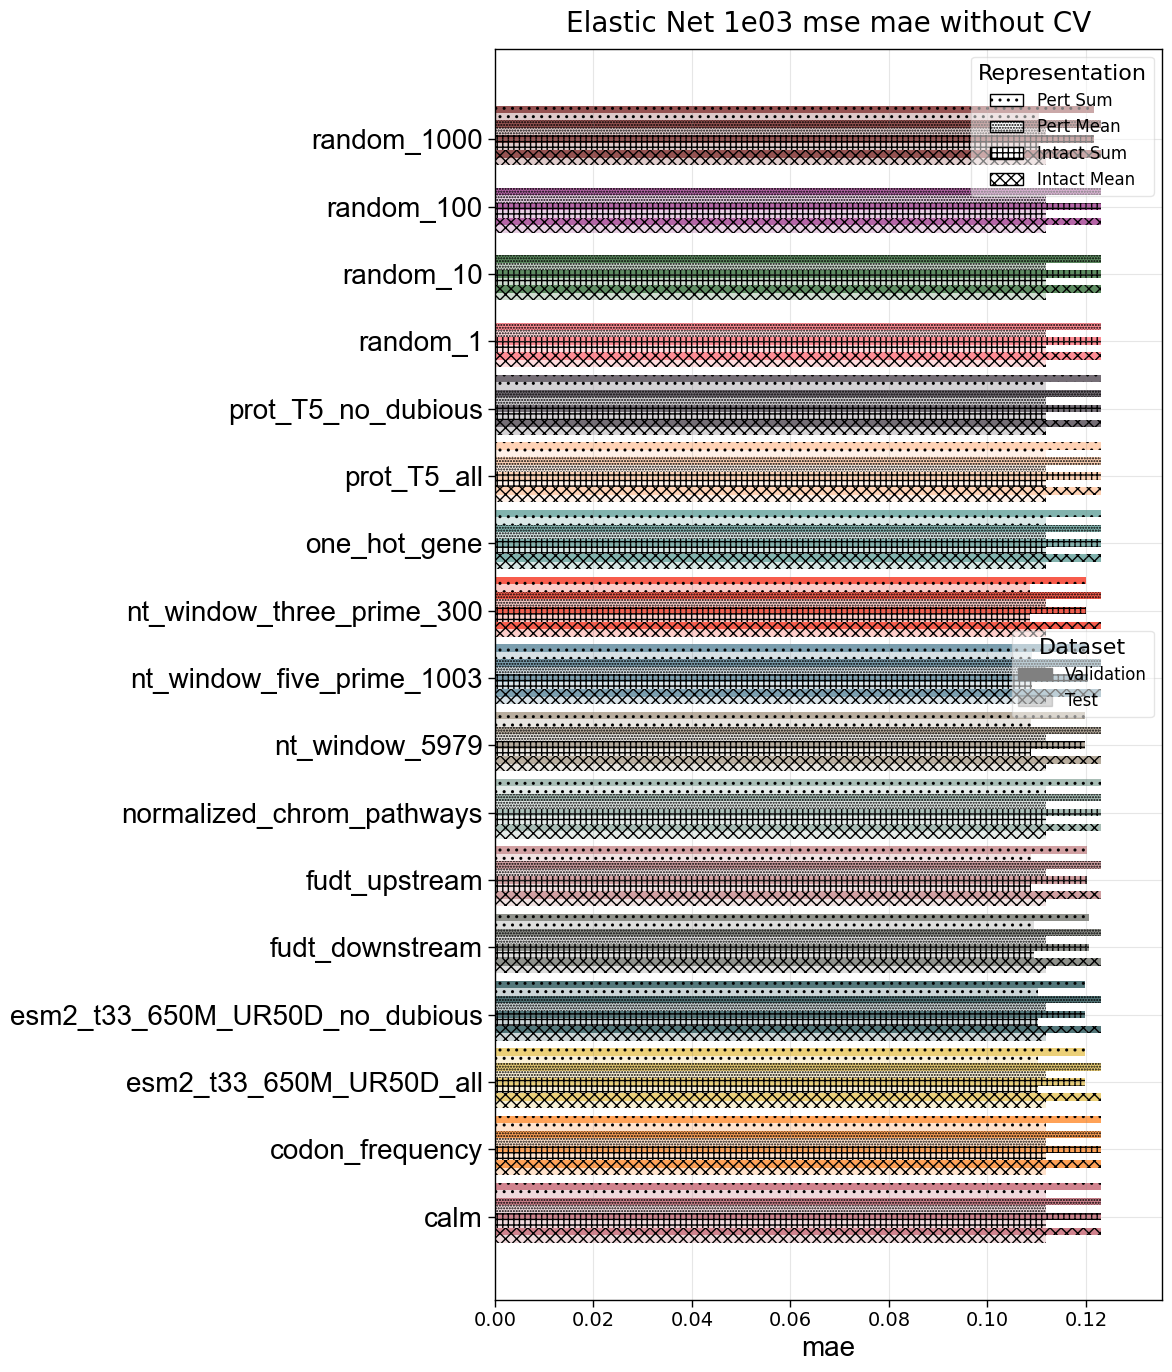 Elastic Net 1e03 mse mae without CV
Representation
Pert Sum
Pert Mean
Intact Sum
Intact Mean
random_1000
random_100
random_10
random_1
prot_T5_no_dubious
prot_T5_all
one_hot_gene
nt_window_three_prime_300
nt_window_five_prime_1003
Dataset
Validation
Test
nt_window_5979
normalized_chrom_pathways
fudt_upstream
fudt_downstream
esm2_t33_650M_UR50D_no_dubious
esm2_t33_650M_UR50D_all
codon_frequency
calm
0.00 0.02 0.04 0.06 0.08 0.10 0.12
mae